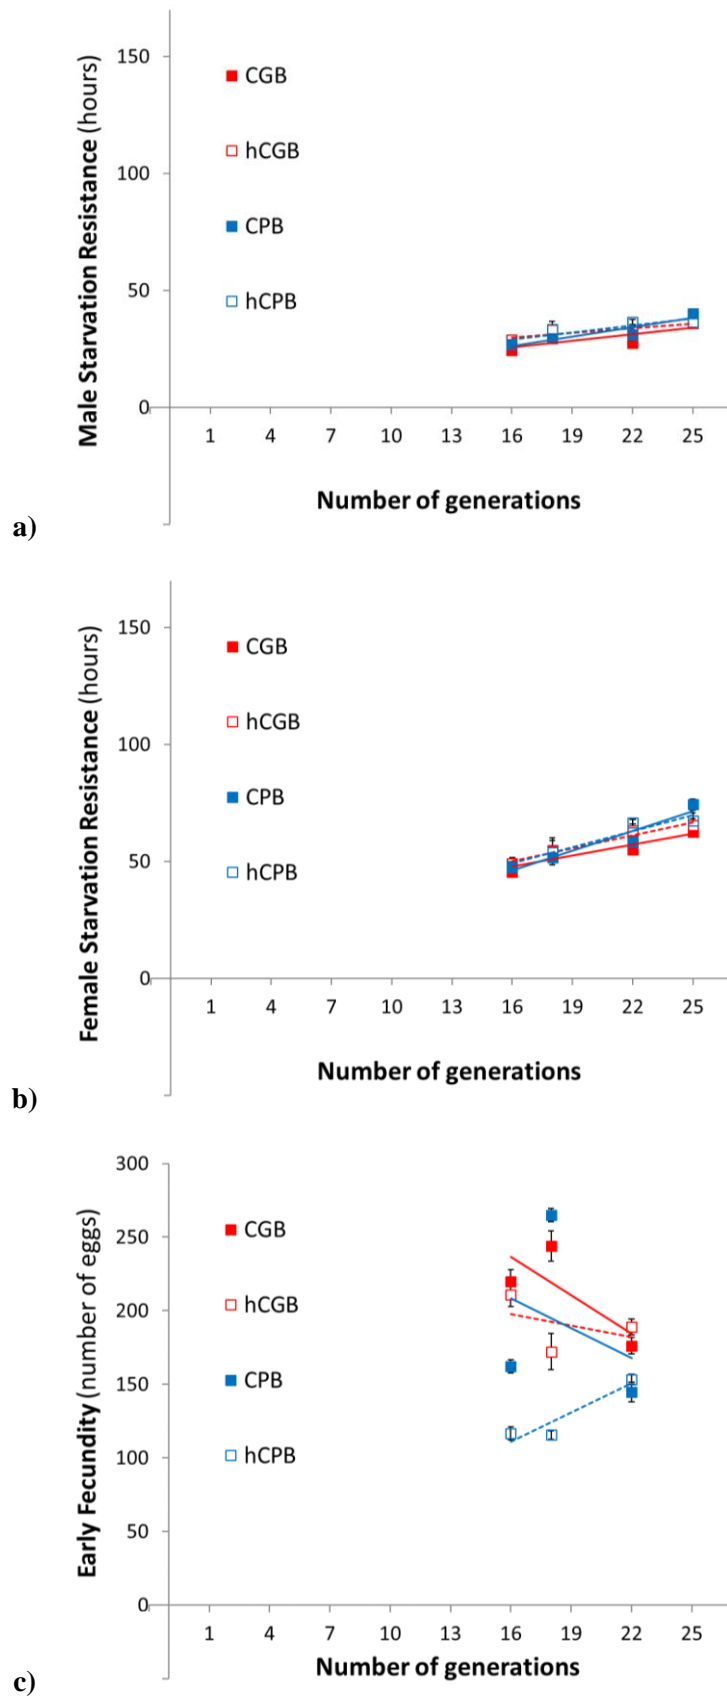 150
CGB
hCGB
100
CPB
hCPB
50
0
1 4 7 10 13 16 19 22 25
Male Starvation Resistance (hours)
Number of generations
a)
150
CGB
hCGB
100
CPB
hCPB
50
0
1 4 7 10 13 16 19 22 25
Female Starvation Resistance (hours)
Number of generations
b)
300
CGB
250
hCGB
200
CPB
150
hCPB
100
50
0
1 4 7 10 13 16 19 22 25
Early Fecundity (number of eggs)
Number of generations
c)